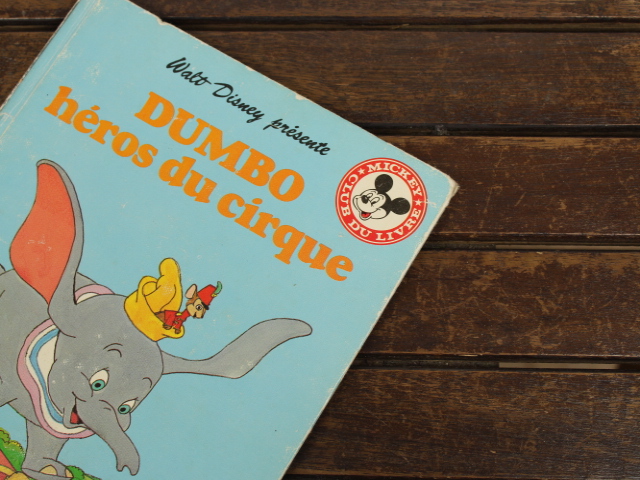 Walt Disney présente
DUMBO
héros du cirque
MICKEY
CLUB DU LIVRE